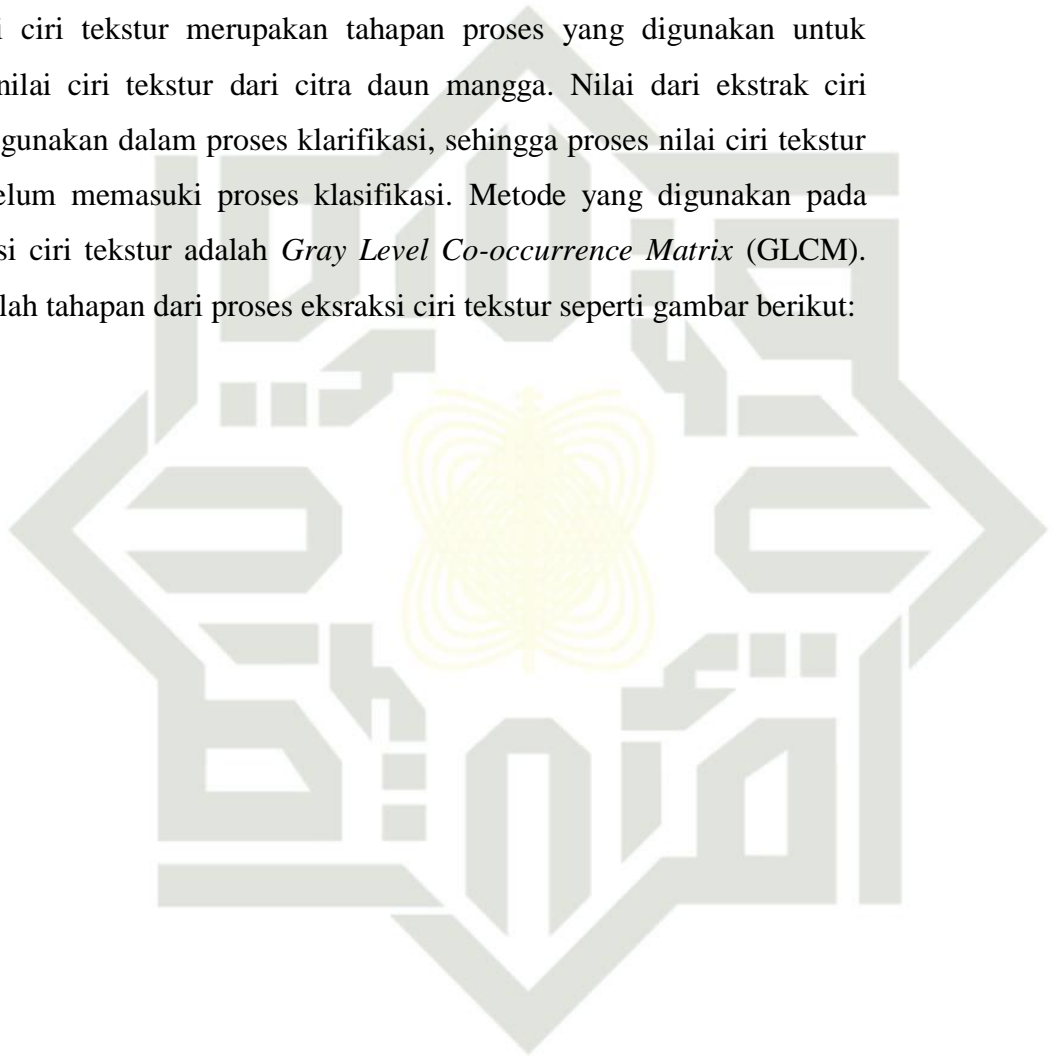 i ciri tekstur merupakan tahapan proses yang digunakan untuk
nilai ciri tekstur dari citra daun mangga. Nilai dari ekstrak ciri
gunakan dalam proses klarifikasi, sehingga proses nilai ciri tekstur
elum memasuki proses klasifikasi. Metode yang digunakan pada
si ciri tekstur adalah Gray Level Co-occurrence Matrix (GLCM).
lah tahapan dari proses eksraksi ciri tekstur seperti gambar berikut: